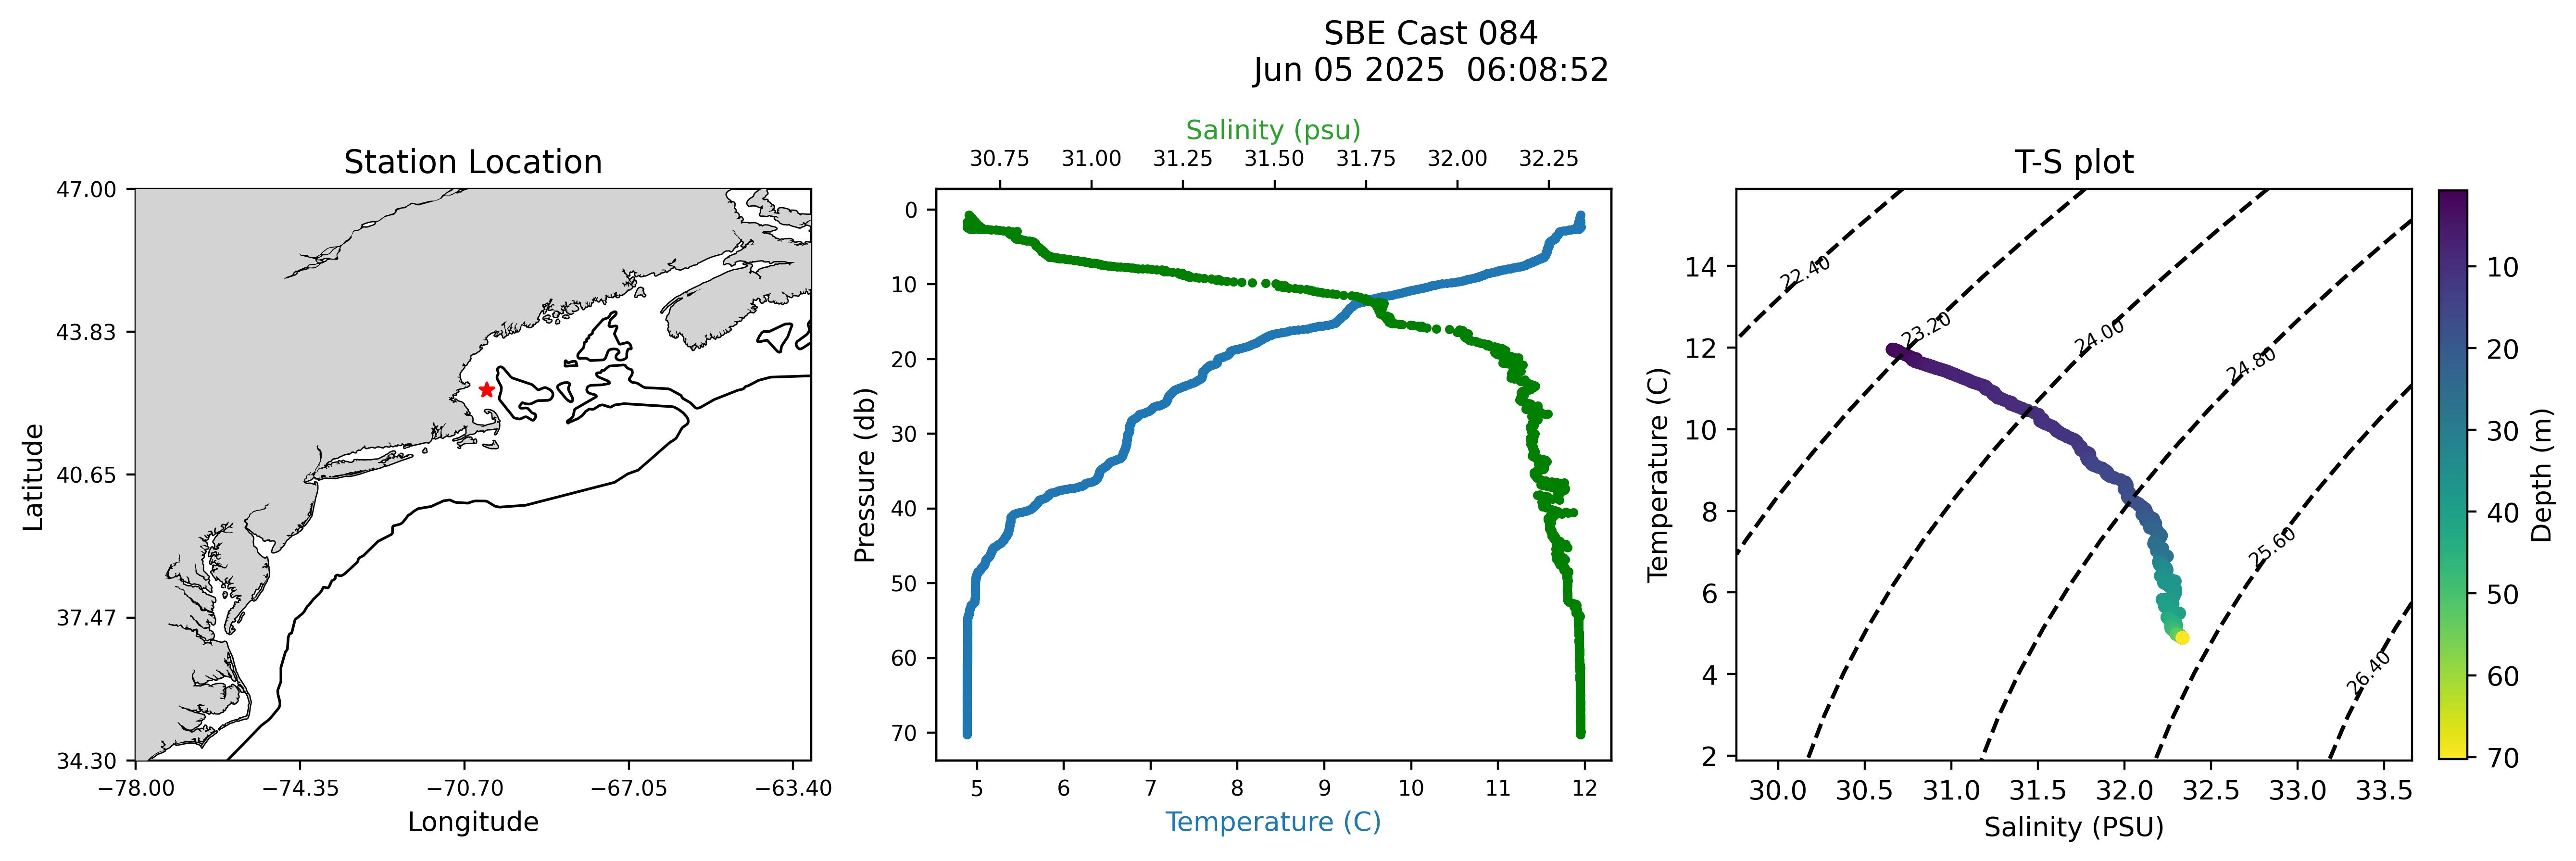 SBE Cast 084
Jun 05 2025  06:08:52
Station Location
47.00
43.83
40.65
37.47
34.30
Latitude
−78.00 −74.35 −70.70 −67.05 −63.40
Longitude
Salinity (psu)
30.75 31.00 31.25 31.50 31.75 32.00 32.25
0
10
20
30
40
50
60
70
Pressure (db)
5 6 7 8 9 10 11 12
Temperature (C)
T-S plot
14
12
10
8
6
4
2
Temperature (C)
22.40
23.20
24.00
24.80
25.60
26.40
30.0 30.5 31.0 31.5 32.0 32.5 33.0 33.5
Salinity (PSU)
10
20
30
40
50
60
70
Depth (m)